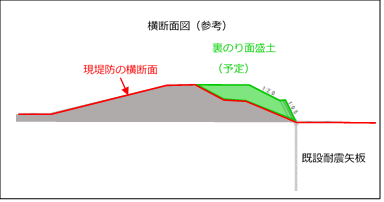 横断面図（参考）
裏のり面盛土
（予定）
現堤防の横断面
既設耐震矢板